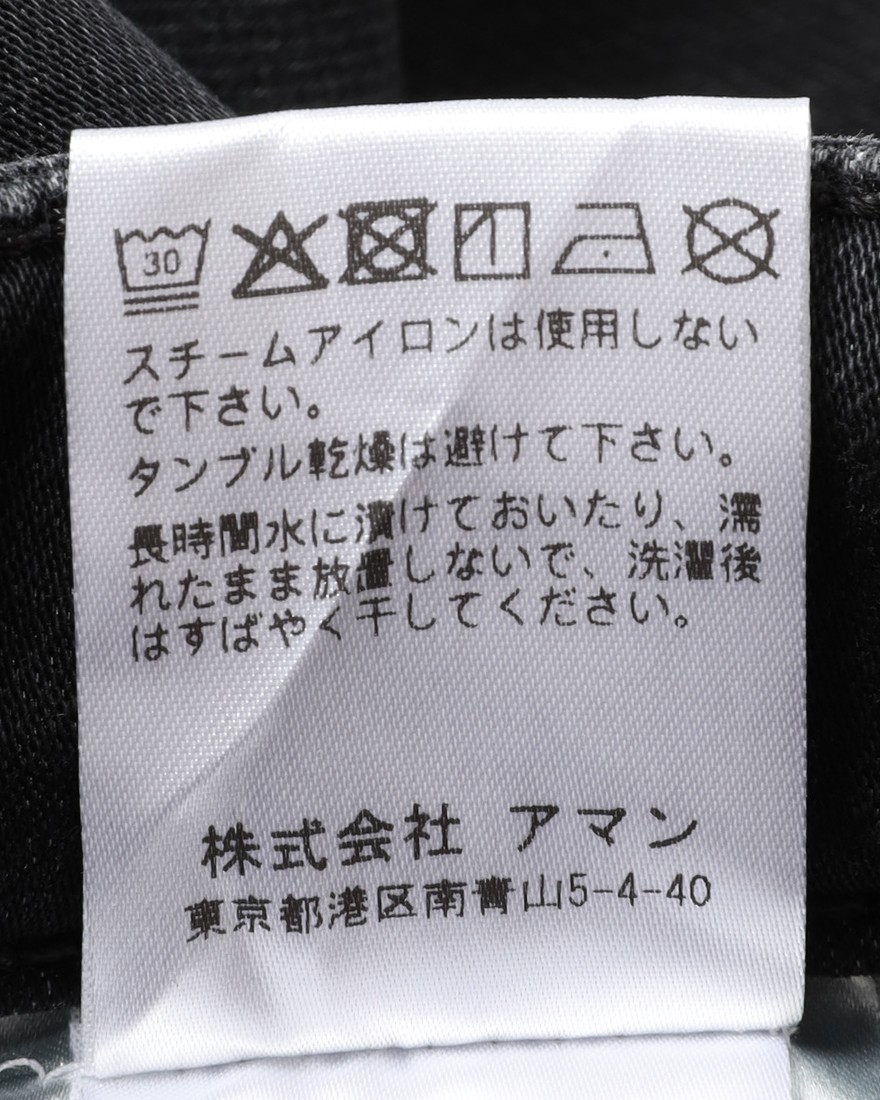 30
スチームアイロンは使用しない
で下さい。
タンブル乾燥は避けて下さい。
長時間水に漬けておいたり、濡
れたまま放置しないで、洗濯後
はすばやく干してください。
株式会社 アマン
東京都港区南青山5-4-40